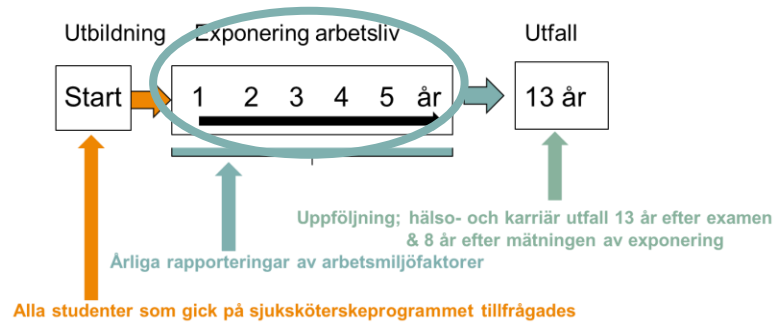 Utbildning Exponering arbetsliv Utfall
Start 1 2 3 4 5 år 13 år
Uppföljning; hälso- och karriär utfall 13 år efter examen
& 8 år efter mätningen av exponering
Årliga rapporteringar av arbetsmiljöfaktorer
Alla studenter som gick på sjuksköterskeprogrammet tillfrågades